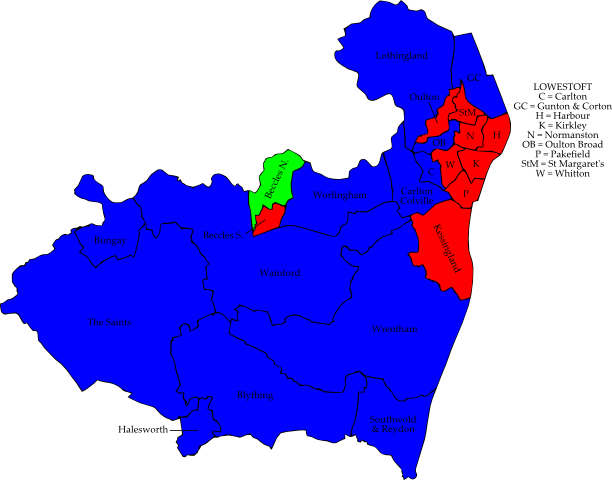 Lothingland
GC
Oulton
StM
N
H
OB
W
K
C
P
Carlton
Colville
Beccles N.
Worlingham
Beccles S.
Bungay
Kessingland
Wainford
The Saints
Wrentham
Blything
Southwold
& Reydon
Halesworth
LOWESTOFT
C = Carlton
GC = Gunton & Corton
H = Harbour
K = Kirkley
N = Normanston
OB = Oulton Broad
P = Pakefield
StM = St Margaret's
W = Whitton